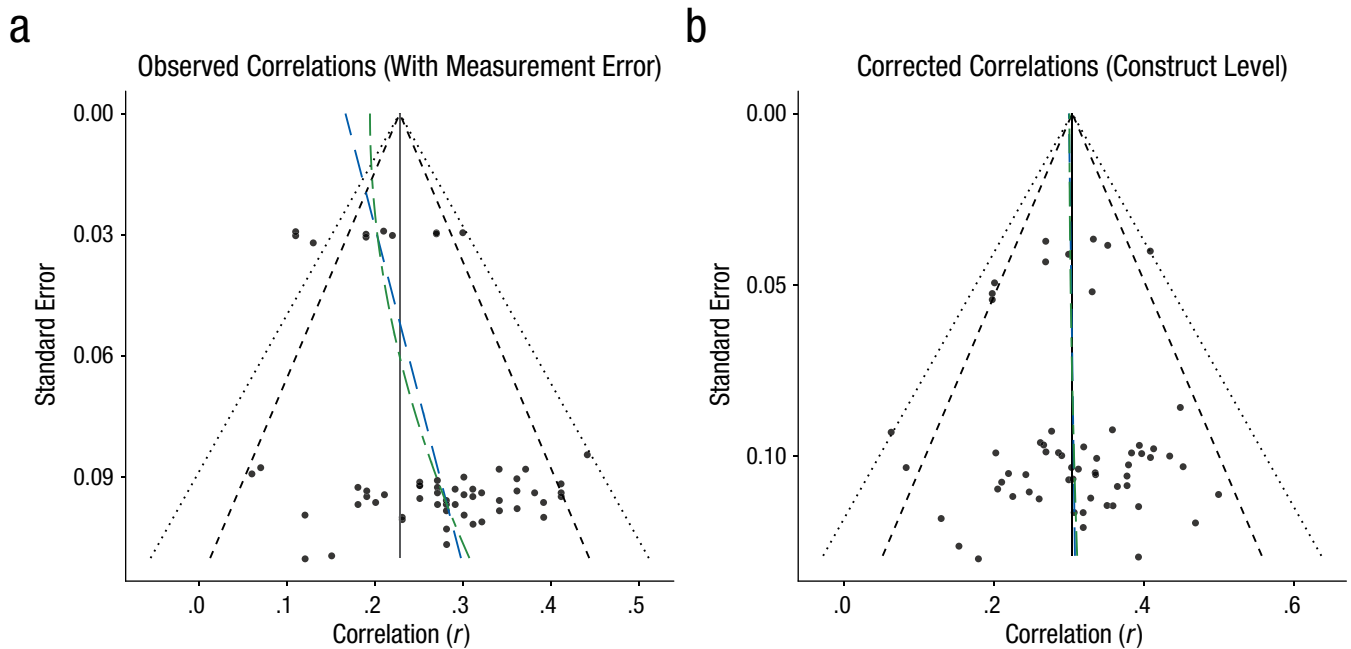 a
Observed Correlations (With Measurement Error)
0.00
0.03
0.06
0.09
Standard Error
.0 .1 .2 .3 .4 .5
Correlation (r)
b
Corrected Correlations (Construct Level)
0.00
0.05
0.10
Standard Error
.0 .2 .4 .6
Correlation (r)